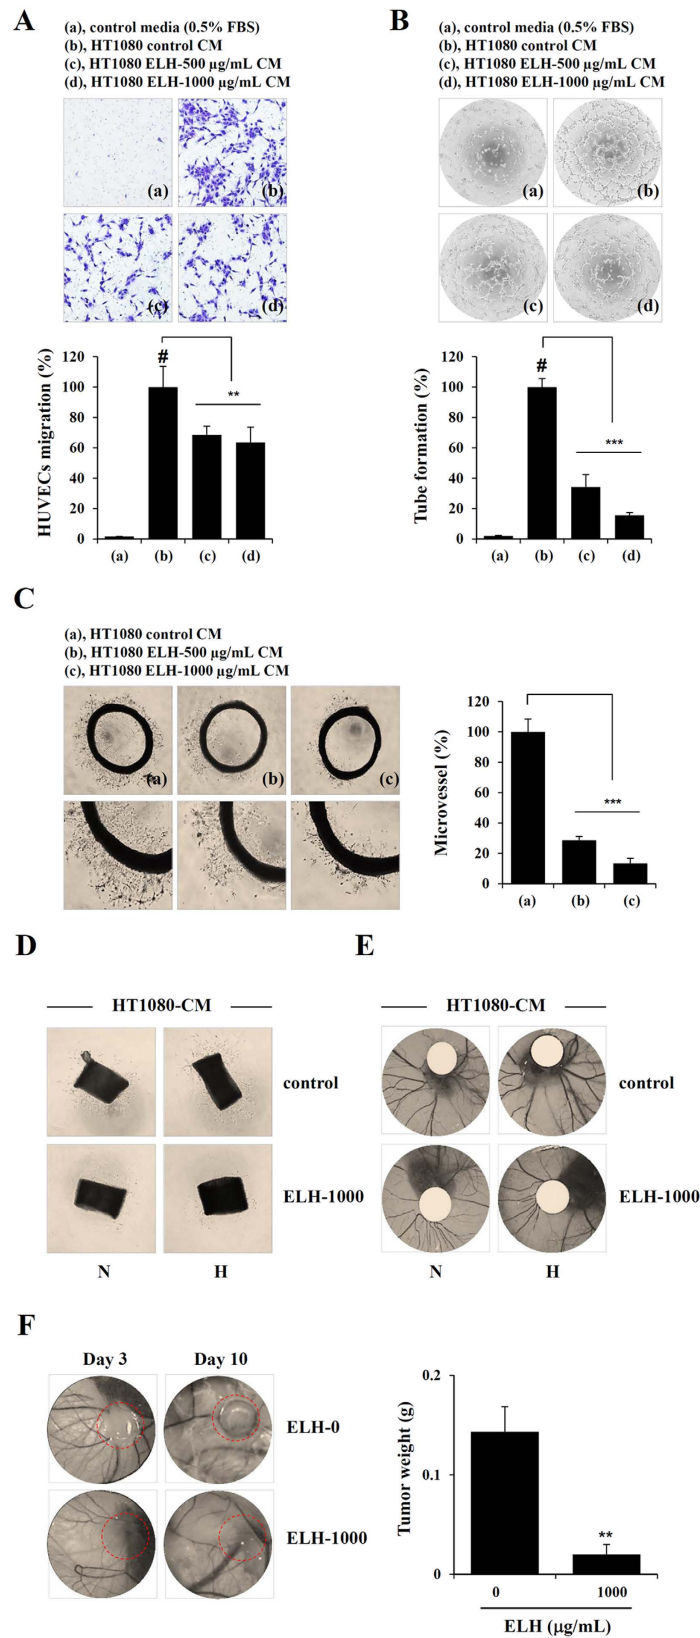 A
(a), control media (0.5% FBS)
(b), HT1080 control CM
(c), HT1080 ELH-500 µg/mL CM
(d), HT1080 ELH-1000 µg/mL CM
(a)
(b)
(c)
(d)
HUVECs migration (%)
120
100
80
60
40
20
0
#
**
(a)
(b)
(c)
(d)
B
(a), control media (0.5% FBS)
(b), HT1080 control CM
(c), HT1080 ELH-500 µg/mL CM
(d), HT1080 ELH-1000 µg/mL CM
(a)
(b)
(c)
(d)
Tube formation (%)
120
100
80
60
40
20
0
#
***
(a)
(b)
(c)
(d)
C
(a), HT1080 control CM
(b), HT1080 ELH-500 µg/mL CM
(c), HT1080 ELH-1000 µg/mL CM
(a)
(b)
(c)
Microvessel (%)
120
100
80
60
40
20
0
***
(a)
(b)
(c)
D
HT1080-CM
control
ELH-1000
N
H
E
HT1080-CM
control
ELH-1000
N
H
F
Day 3
Day 10
ELH-0
ELH-1000
Tumor weight (g)
0.2
0.1
0
**
0
1000
ELH (µg/mL)